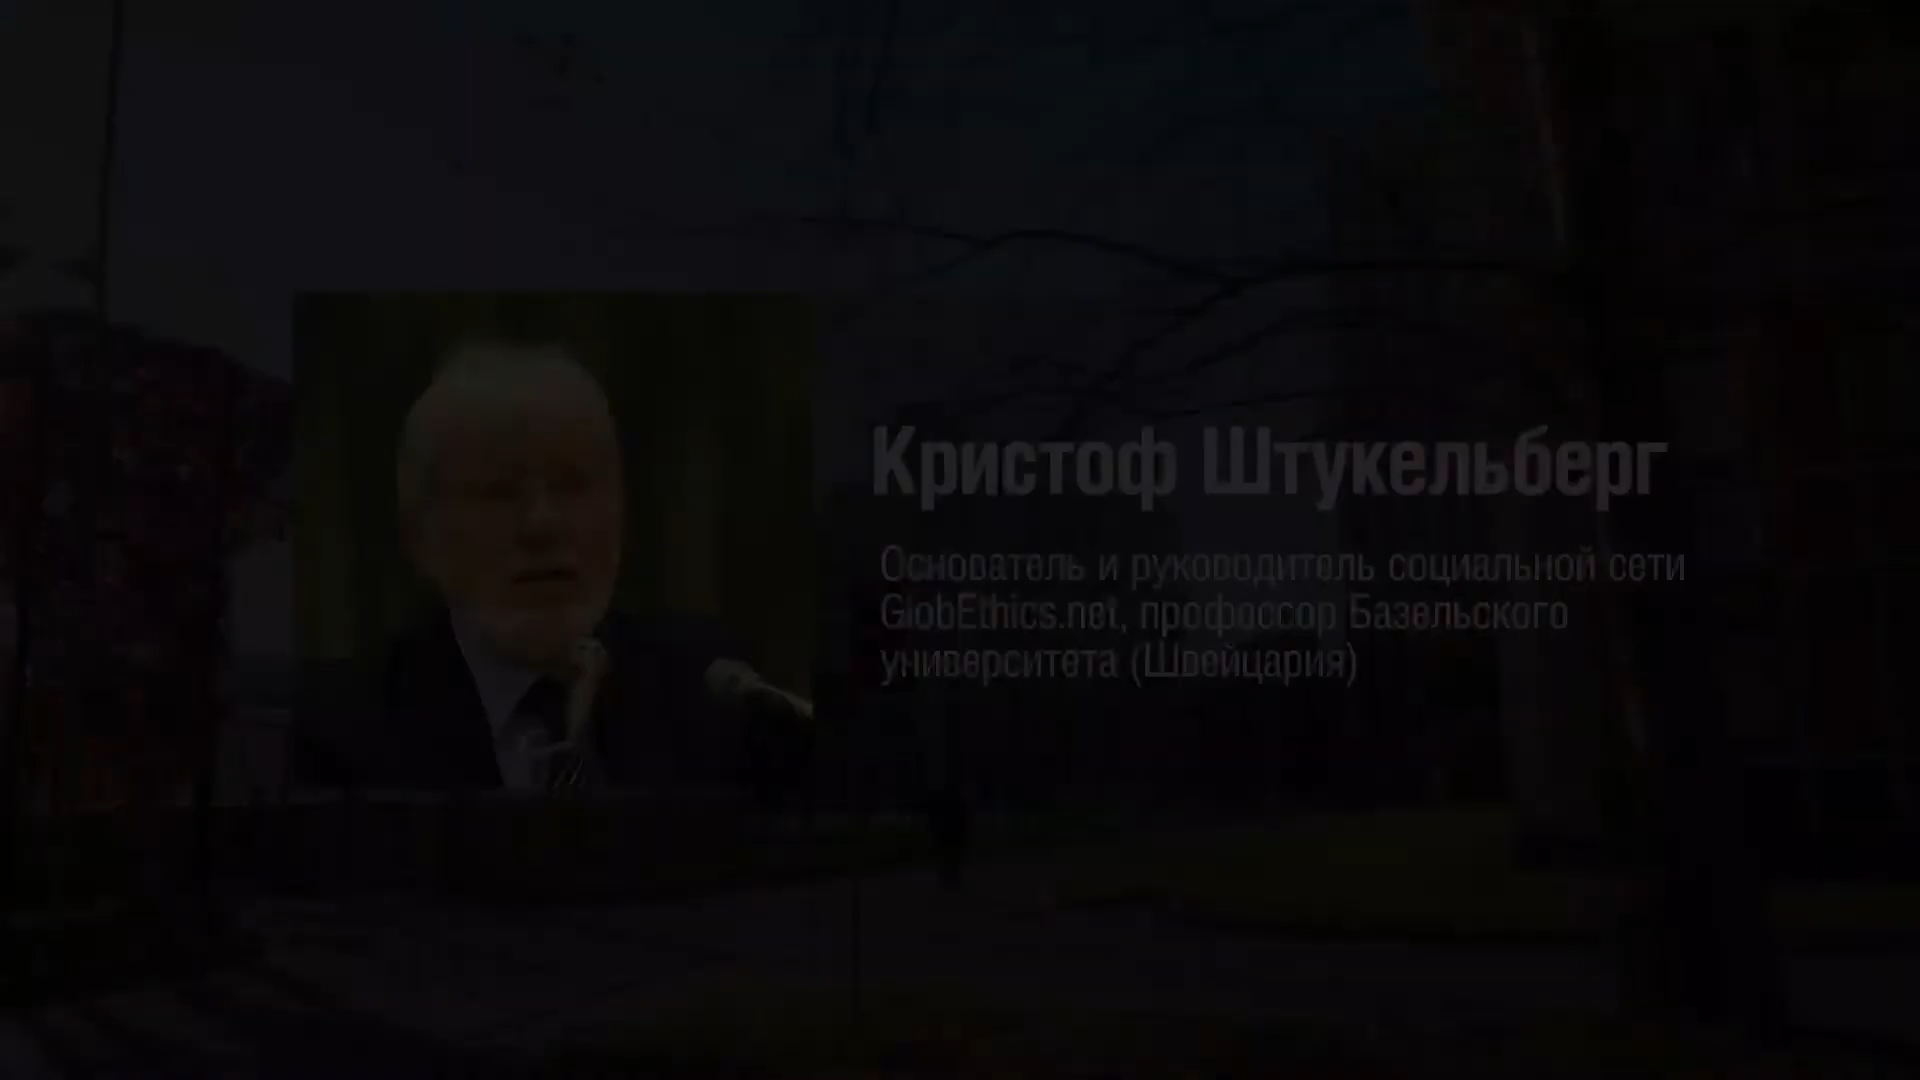 Кристоф Штукельберг
Основатель и руководитель социальной сети
GlobEthics.net, профессор Базельского
университета (Швейцария)